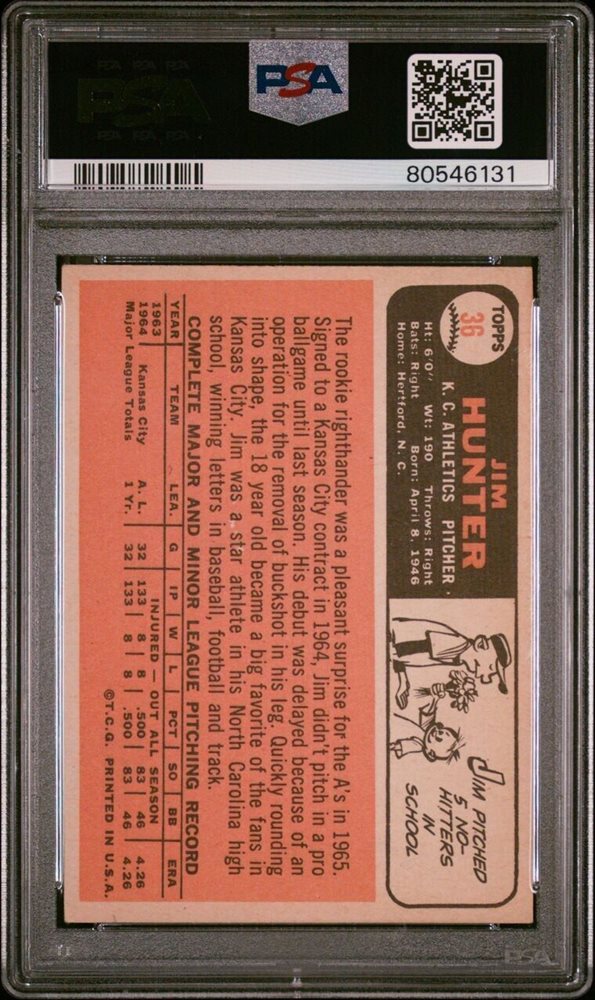 PSA
PSA
80546131
TOPPS
36
JIM
HUNTER
K. C. ATHLETICS PITCHER
Ht: 6'0" Wt: 190 Throws: Right
Bats: Right Born: April 8, 1946
Home: Hertford, N. C.
JIM PITCHED
5 NO-
HITTERS
IN
SCHOOL
The rookie righthander was a pleasant surprise for the A's in 1965.
Signed to a Kansas City contract in 1964, Jim didn't pitch in a pro
ballgame until last season. His debut was delayed because of an
operation for the removal of buckshot in his leg. Quickly rounding
into shape, the 18 year old became a big favorite of the fans in
Kansas City. Jim was a star athlete in his North Carolina high
school, winning letters in baseball, football and track.
COMPLETE MAJOR AND MINOR LEAGUE PITCHING RECORD
YEAR TEAM LEA. G IP W L PCT SO BB ERA
1963 INJURED — OUT ALL SEASON
1964 Kansas City A. L. 32 133 8 8 .500 83 46 4.26
Major League Totals 1 Yr. 32 133 8 8 .500 83 46 4.26
©T.C.G. PRINTED IN U.S.A.
PSA